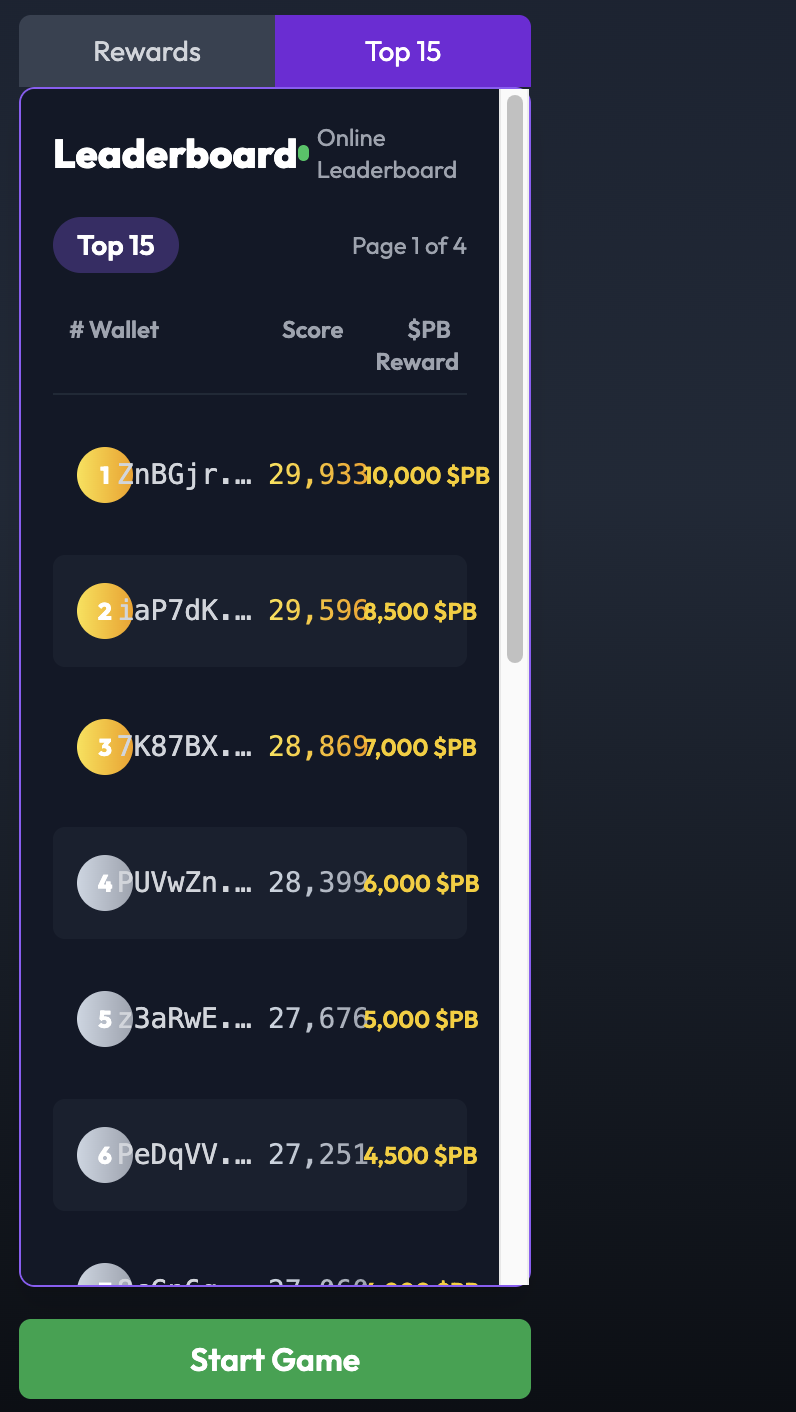 Rewards Top 15
Leaderboard Online
Leaderboard
Top 15 Page 1 of 4
# Wallet Score $PB
Reward
1 ZnBGjr.… 29,933 10,000 $PB
2 iaP7dK.… 29,596 8,500 $PB
3 7K87BX.… 28,869 7,000 $PB
4 PUVwZn.… 28,399 6,000 $PB
5 z3aRwE.… 27,676 5,000 $PB
6 PeDqVV.… 27,251 4,500 $PB
Start Game